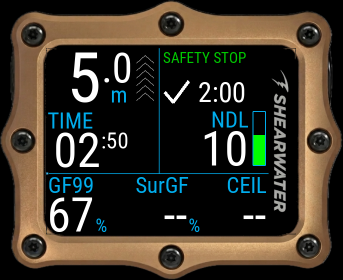 5.0 m
SAFETY STOP
✓ 2:00
TIME
02:50
NDL
10
GF99
67%
SurGF
--%
CEIL
--
SHEARWATER